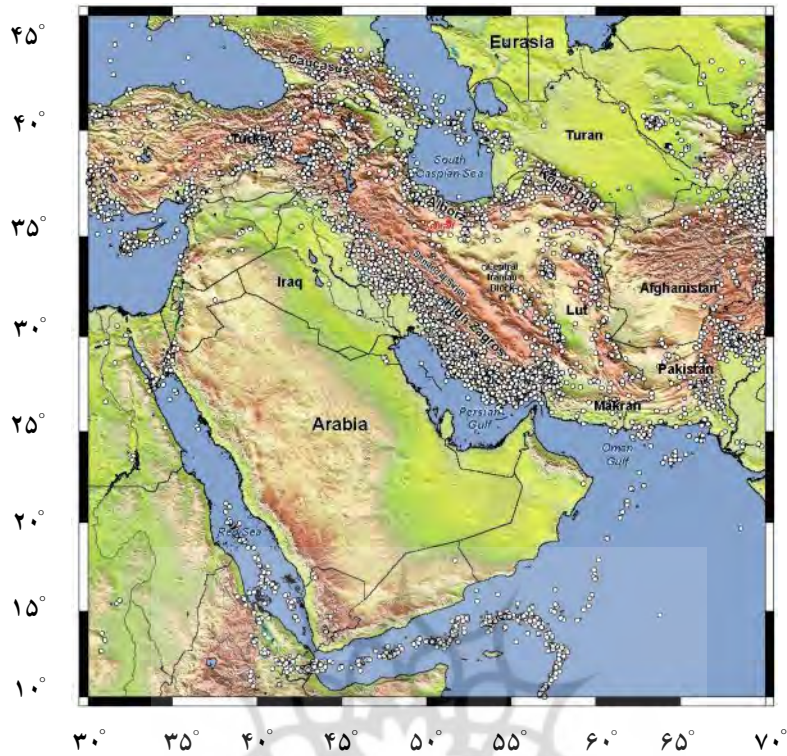 ۴۵°
Eurasia
Caucasus
۴۰°
Turkey
Turan
South
Caspian Sea
Kopeh Dag
Alborz
۳۵°
Central
Iranian
Block
Iraq
Afghanistan
Lut
High Zagros
۳۰°
Pakistan
Makran
۲۵°
Arabia
Persian
Gulf
Oman
Gulf
۲۰°
Red Sea
۱۵°
۱۰°
۳۰° ۳۵° ۴۰° ۴۵° ۵۰° ۵۵° ۶۰° ۶۵° ۷۰°